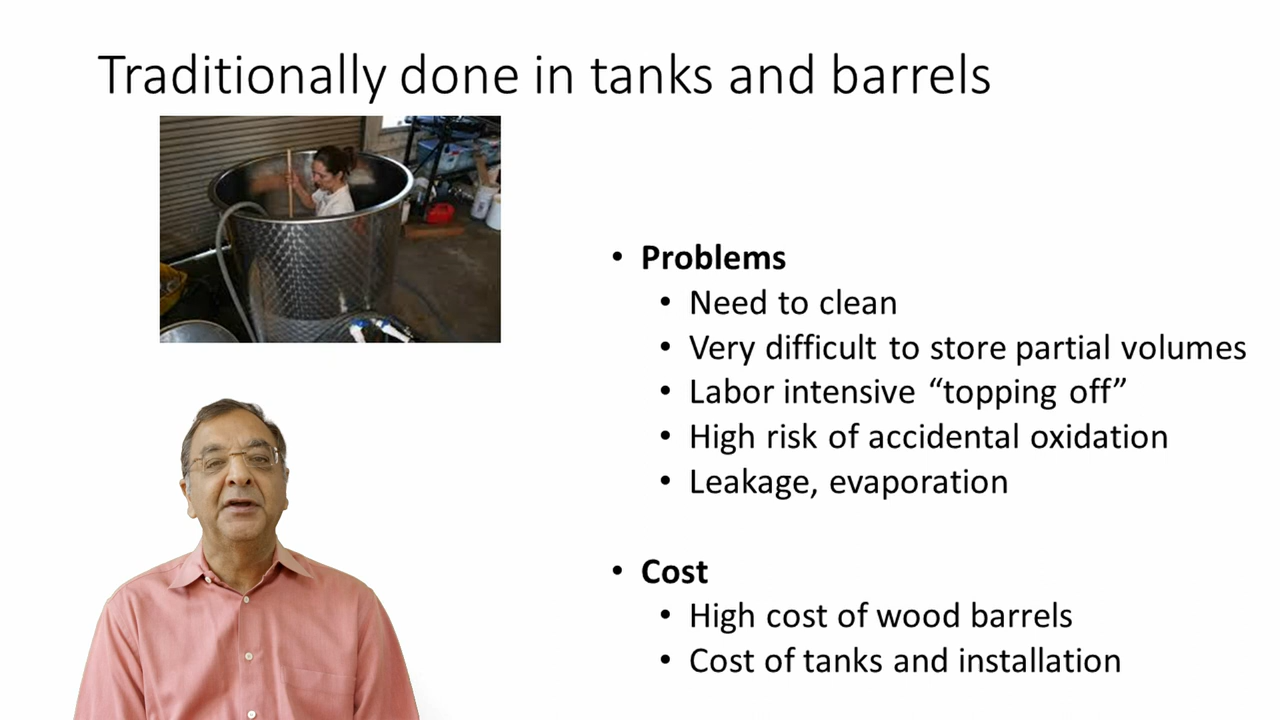 Traditionally done in tanks and barrels
• Problems
• Need to clean
• Very difficult to store partial volumes
• Labor intensive “topping off”
• High risk of accidental oxidation
• Leakage, evaporation
• Cost
• High cost of wood barrels
• Cost of tanks and installation